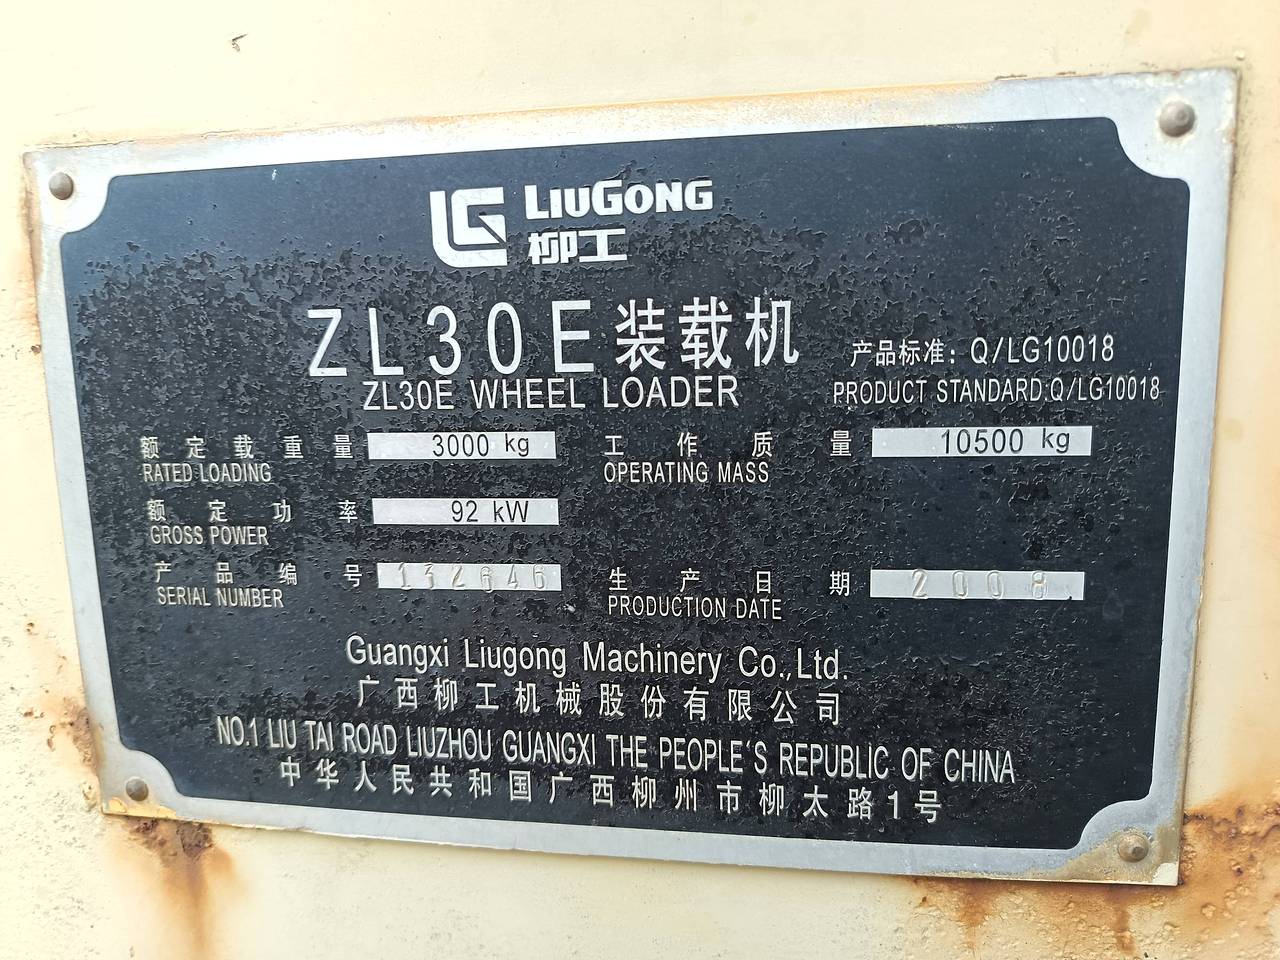 LG LIUGONG
柳工
ZL30E装载机
ZL30E WHEEL LOADER
产品标准：Q/LG10018
PRODUCT STANDARD:Q/LG10018
额定载重量 3000 kg
RATED LOADING
工作质量 10500 kg
OPERATING MASS
额定功率 92 kW
GROSS POWER
产品编号 132646
SERIAL NUMBER
生产日期 2008
PRODUCTION DATE
Guangxi Liugong Machinery Co.,Ltd.
广西柳工机械股份有限公司
NO.1 LIU TAI ROAD LIUZHOU GUANGXI THE PEOPLE'S REPUBLIC OF CHINA
中华人民共和国广西柳州市柳太路1号